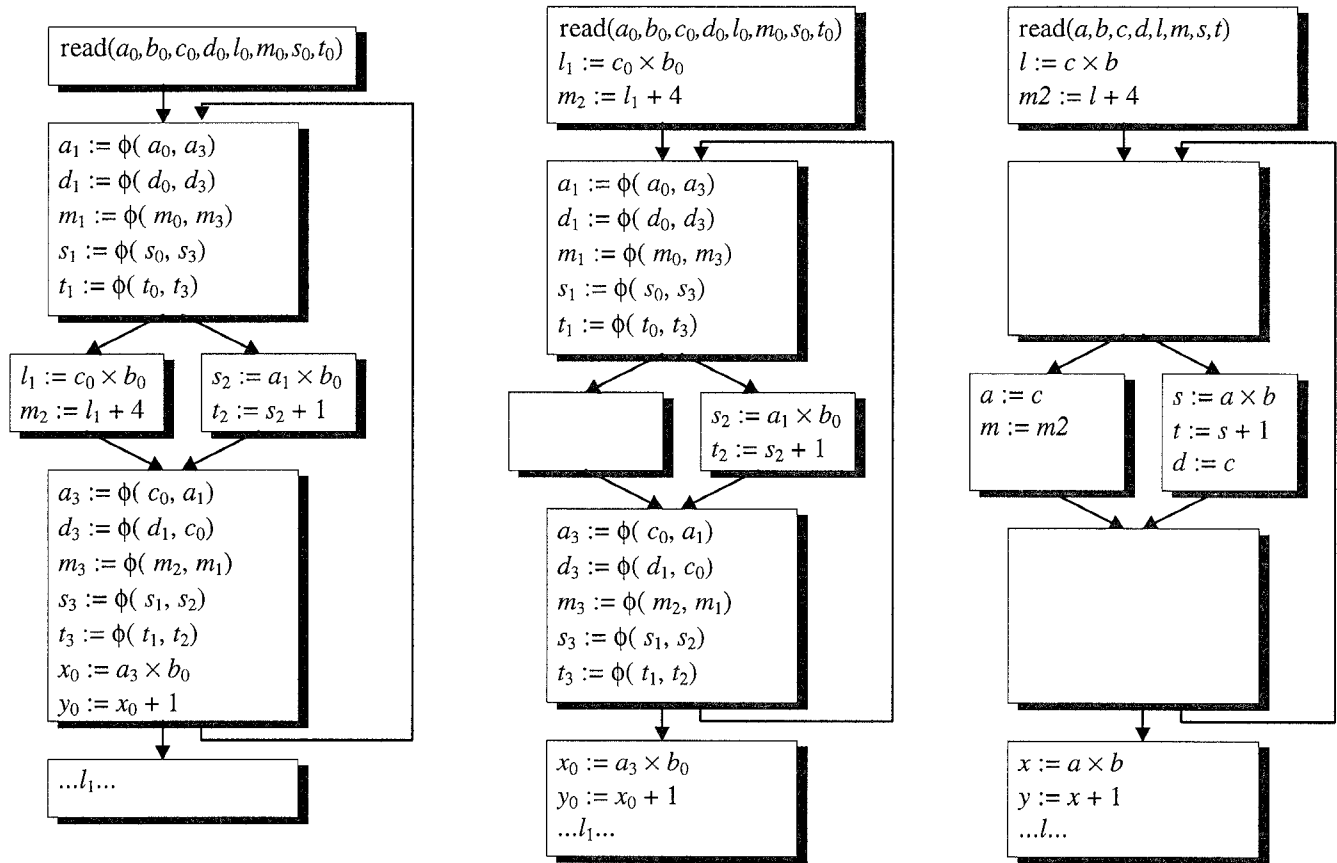 read(a₀,b₀,c₀,d₀,l₀,m₀,s₀,t₀)
a₁ := ϕ( a₀, a₃)
d₁ := ϕ( d₀, d₃)
m₁ := ϕ( m₀, m₃)
s₁ := ϕ( s₀, s₃)
t₁ := ϕ( t₀, t₃)
l₁ := c₀ × b₀
m₂ := l₁ + 4
s₂ := a₁ × b₀
t₂ := s₂ + 1
a₃ := ϕ( c₀, a₁)
d₃ := ϕ( d₁, c₀)
m₃ := ϕ( m₂, m₁)
s₃ := ϕ( s₁, s₂)
t₃ := ϕ( t₁, t₂)
x₀ := a₃ × b₀
y₀ := x₀ + 1
...l₁...
read(a₀,b₀,c₀,d₀,l₀,m₀,s₀,t₀)
l₁ := c₀ × b₀
m₂ := l₁ + 4
a₁ := ϕ( a₀, a₃)
d₁ := ϕ( d₀, d₃)
m₁ := ϕ( m₀, m₃)
s₁ := ϕ( s₀, s₃)
t₁ := ϕ( t₀, t₃)
s₂ := a₁ × b₀
t₂ := s₂ + 1
a₃ := ϕ( c₀, a₁)
d₃ := ϕ( d₁, c₀)
m₃ := ϕ( m₂, m₁)
s₃ := ϕ( s₁, s₂)
t₃ := ϕ( t₁, t₂)
x₀ := a₃ × b₀
y₀ := x₀ + 1
...l₁...
read(a,b,c,d,l,m,s,t)
l := c × b
m2 := l + 4
a := c
m := m2
s := a × b
t := s + 1
d := c
x := a × b
y := x + 1
...l...